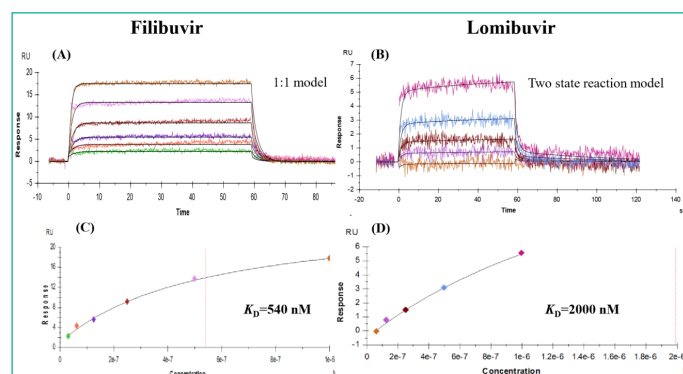 Filibuvir
Lomibuvir
RU
(A)
20
15
10
5
0
-5
Response
1:1 model
-10 0 10 20 30 40 50 60 70 80
Time
RU
(B)
7
6
5
4
3
2
1
0
-1
-2
Response
Two state reaction model
-20 0 20 40 60 80 100 120 140
Time
s
RU
(C)
20
16
12
8
4
0
Response
KD=540 nM
0 2e-7 4e-7 6e-7 8e-7 1e-6
Concentration
RU
(D)
6
5
4
3
2
1
0
-1
Response
KD=2000 nM
0 2e-7 4e-7 6e-7 8e-7 1e-6 1.2e-6 1.4e-6 1.6e-6 1.8e-6 2e-6
Concentration